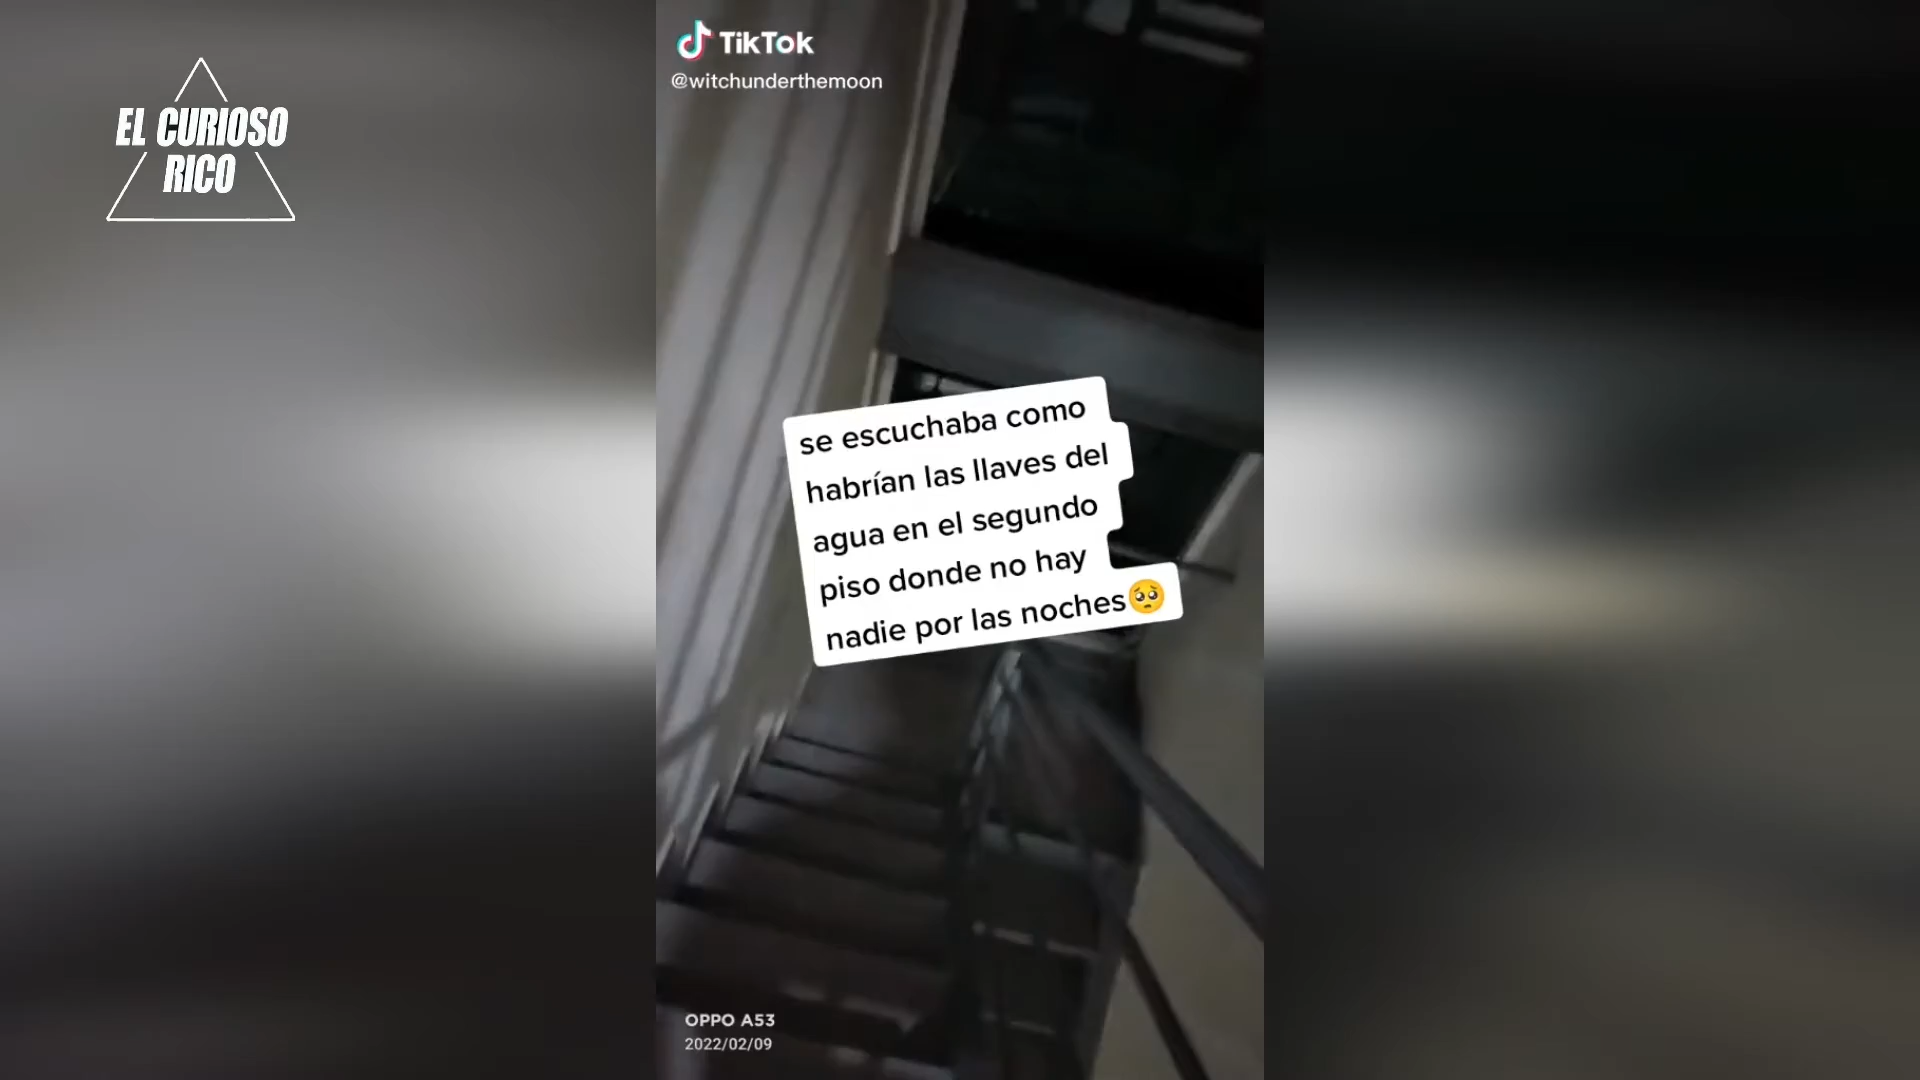 TikTok
@witchunderthemoon
EL CURIOSO
RICO
se escuchaba como
habrían las llaves del
agua en el segundo
piso donde no hay
nadie por las noches🥺
OPPO A53
2022/02/09